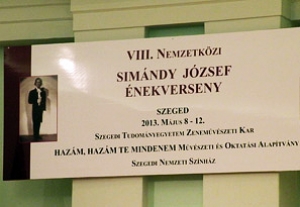 VIII. Nemzetközi
SIMÁNDY JÓZSEF
ÉNEKVERSENY
SZEGED
2013. Május 8 - 12.
Szegedi Tudományegyetem Zeneművészeti Kar
HAZÁM, HAZÁM TE MINDENEM Művészeti és Oktatási Alapítvány
Szegedi Nemzeti Színház